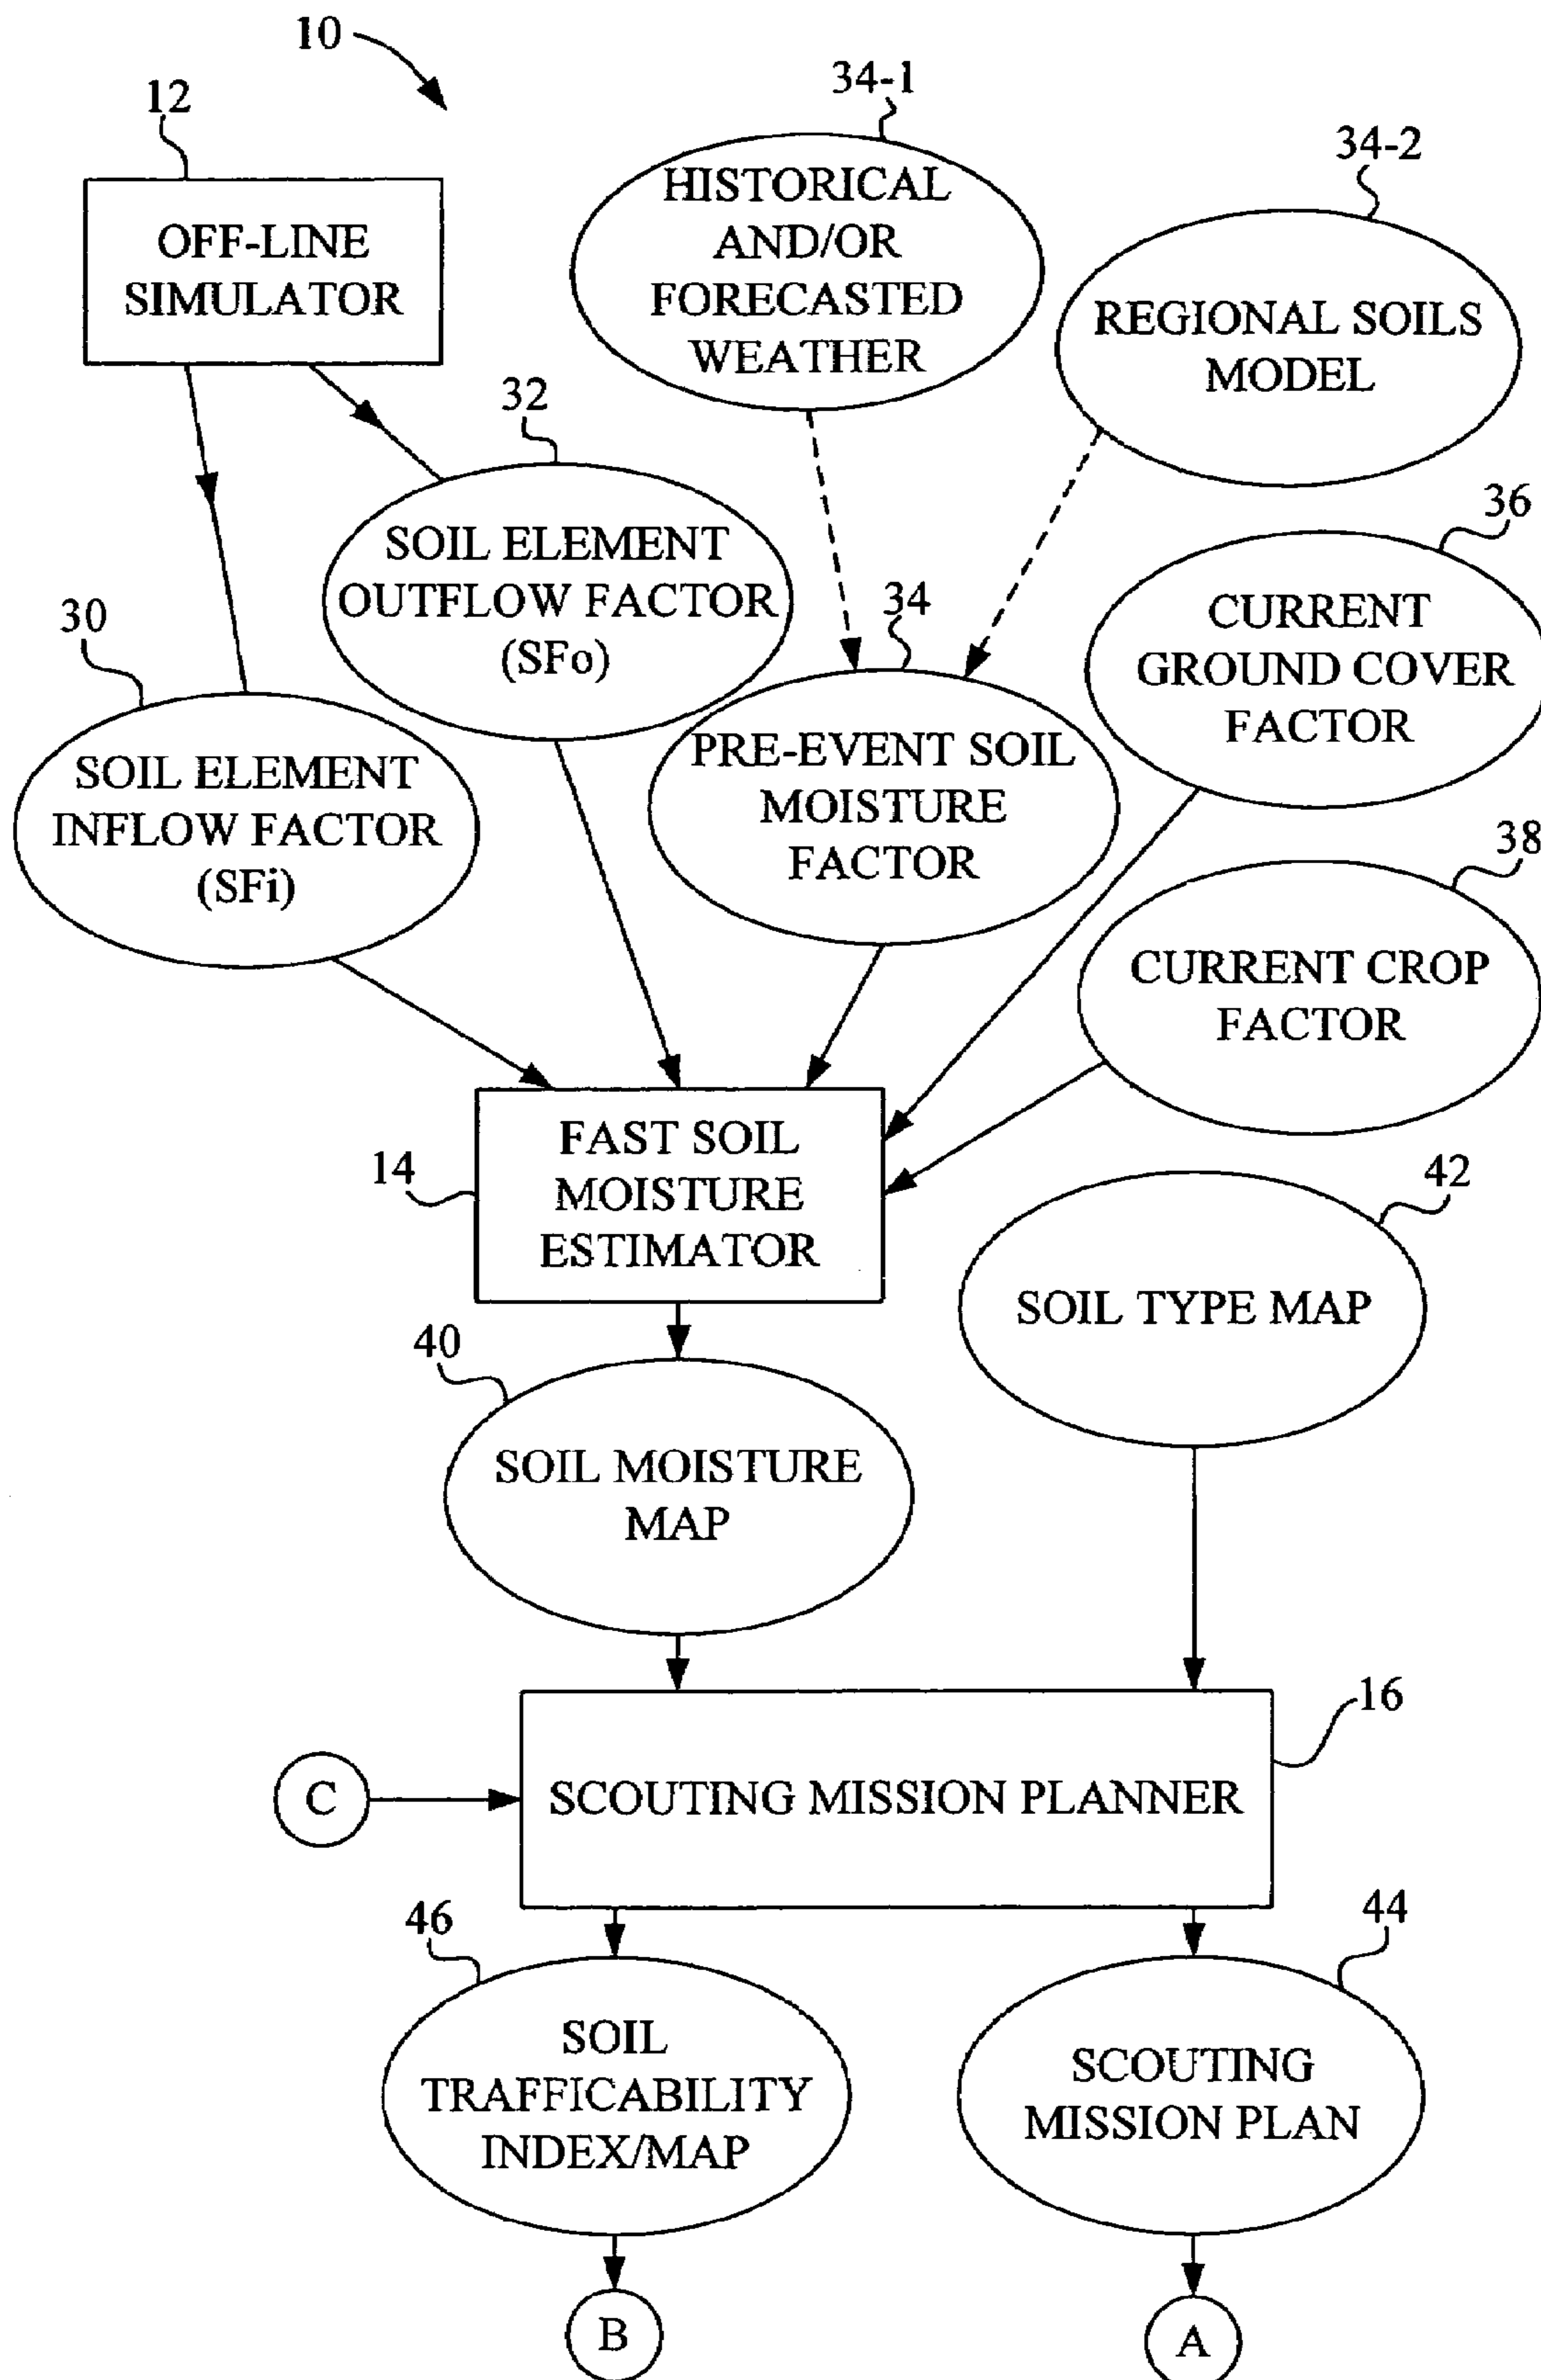 10
12
34-1
34-2
OFF-LINE
SIMULATOR
HISTORICAL
AND/OR
FORECASTED
WEATHER
REGIONAL SOILS
MODEL
32
36
SOIL ELEMENT
OUTFLOW FACTOR
(SFo)
30
34
CURRENT
GROUND COVER
FACTOR
SOIL ELEMENT
INFLOW FACTOR
(SFi)
PRE-EVENT SOIL
MOISTURE
FACTOR
38
CURRENT CROP
FACTOR
14
FAST SOIL
MOISTURE
ESTIMATOR
42
SOIL TYPE MAP
40
SOIL MOISTURE
MAP
16
C
SCOUTING MISSION PLANNER
46
44
SOIL
TRAFFICABILITY
INDEX/MAP
SCOUTING
MISSION PLAN
B
A